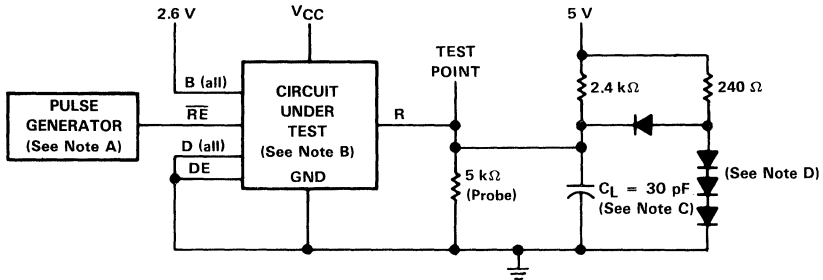 2.6 V
VCC
5 V
TEST
POINT
B (all)
CIRCUIT
UNDER
TEST
(See Note B)
GND
2.4 kΩ
240 Ω
PULSE
GENERATOR
(See Note A)
R̅E̅
R
D (all)
DE
5 kΩ
(Probe)
CL = 30 pF
(See Note C)
(See Note D)